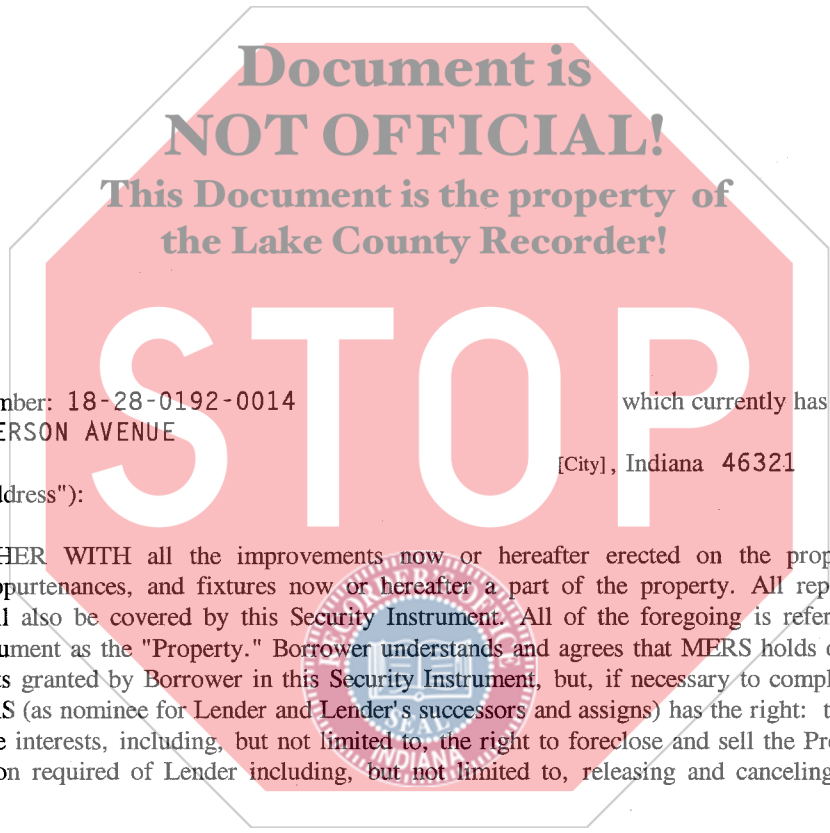 Document is
NOT OFFICIAL!
This Document is the property of
the Lake County Recorder!
STOP
mber: 18-28-0192-0014 which currently has
ERSON AVENUE
[City], Indiana 46321
ddress"):
HER WITH all the improvements now or hereafter erected on the prop
ppurtenances, and fixtures now or hereafter a part of the property. All rep
l also be covered by this Security Instrument. All of the foregoing is refer
ument as the "Property." Borrower understands and agrees that MERS holds
s granted by Borrower in this Security Instrument, but, if necessary to compl
S (as nominee for Lender and Lender's successors and assigns) has the right: t
e interests, including, but not limited to, the right to foreclose and sell the Pro
on required of Lender including, but not limited to, releasing and canceling
RECORDER'S OFFICE
SEAL
INDIANA